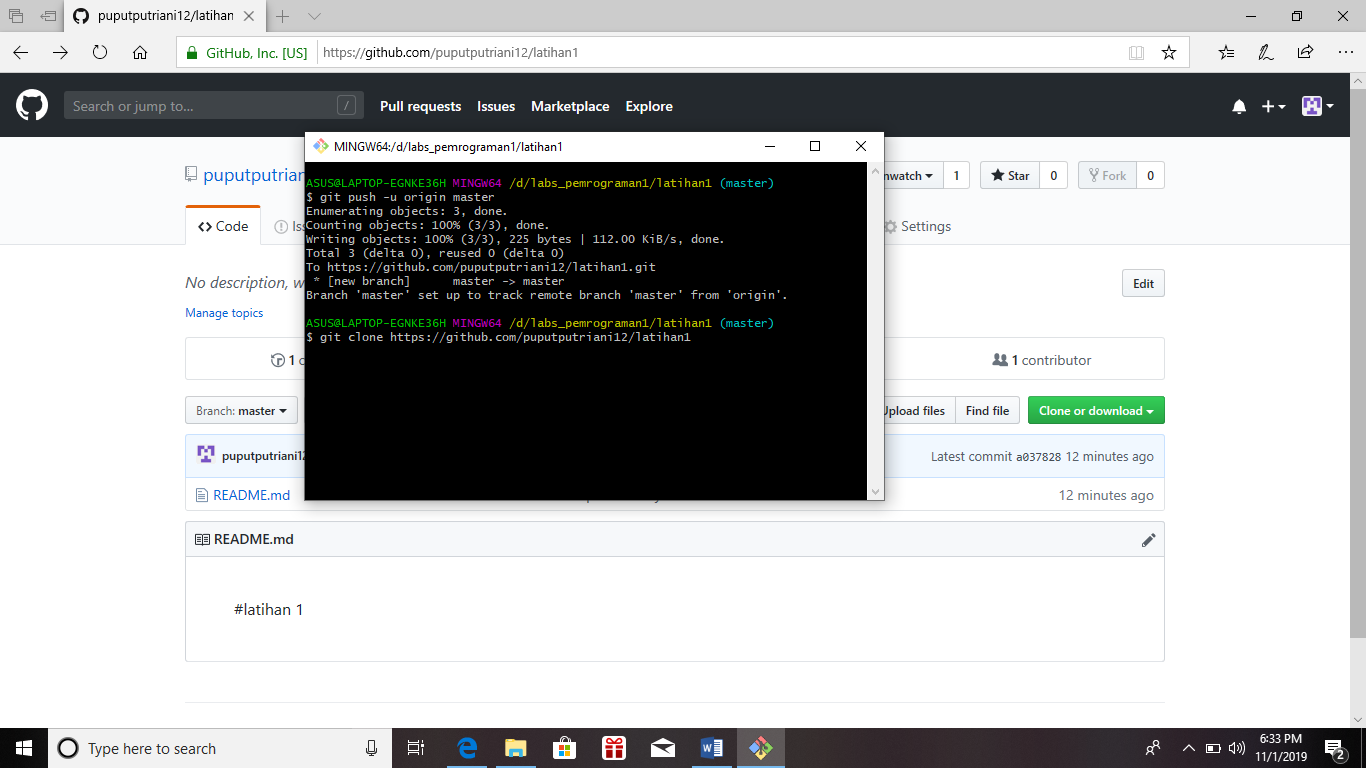 puputputriani12/latihan
GitHub, Inc. [US] https://github.com/puputputriani12/latihan1
Search or jump to... /
Pull requests Issues Marketplace Explore
MINGW64:/d/labs_pemrograman1/latihan1
ASUS@LAPTOP-EGNKE36H MINGW64 /d/labs_pemrograman1/latihan1 (master)
$ git push -u origin master
Enumerating objects: 3, done.
Counting objects: 100% (3/3), done.
Writing objects: 100% (3/3), 225 bytes | 112.00 KiB/s, done.
Total 3 (delta 0), reused 0 (delta 0)
To https://github.com/puputputriani12/latihan1.git
* [new branch] master -> master
Branch 'master' set up to track remote branch 'master' from 'origin'.
ASUS@LAPTOP-EGNKE36H MINGW64 /d/labs_pemrograman1/latihan1 (master)
$ git clone https://github.com/puputputriani12/latihan1
puputputriar nwatch 1 Star 0 Fork 0
Code Iss Settings
No description, w Edit
Manage topics
1 c 1 contributor
Branch: master Upload files Find file Clone or download
puputputriani12 Latest commit a037828 12 minutes ago
README.md 12 minutes ago
README.md
#latihan 1
Type here to search
6:33 PM
11/1/2019
2